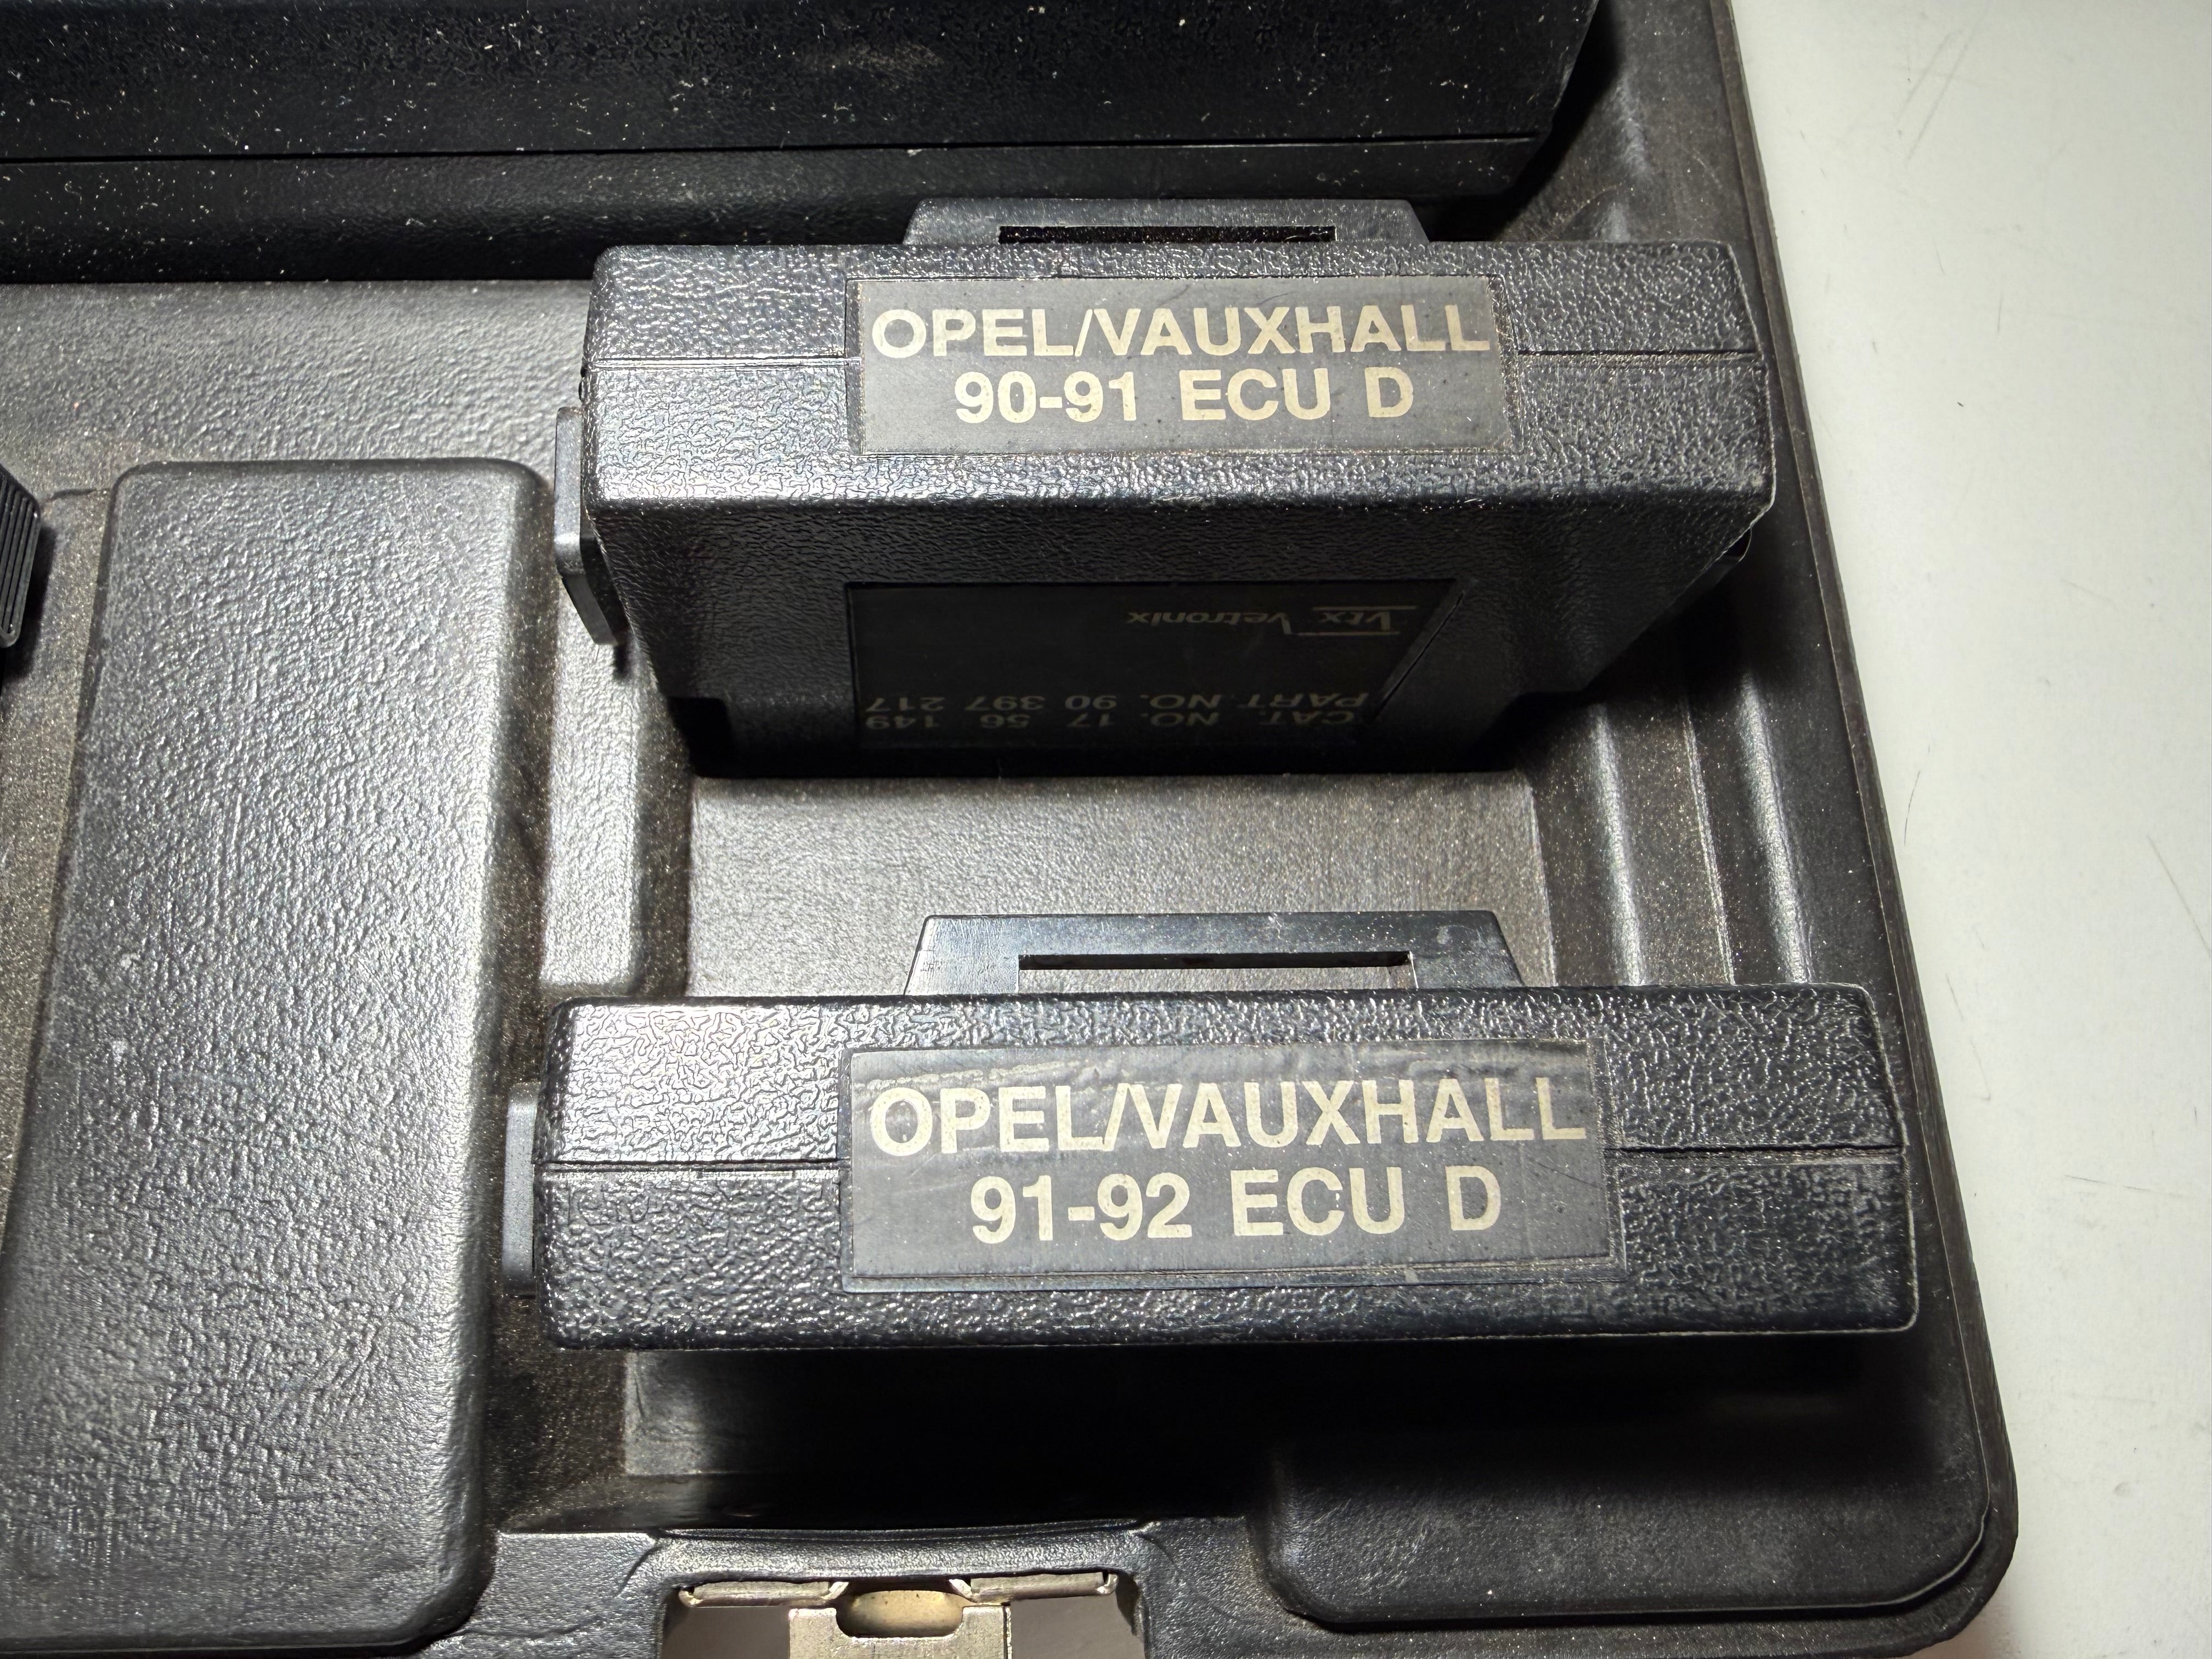 OPEL/VAUXHALL
90-91 ECU D
Vtx Vetronix
PART NO. 90 397 217
CAT. NO. 17 56 149
OPEL/VAUXHALL
91-92 ECU D